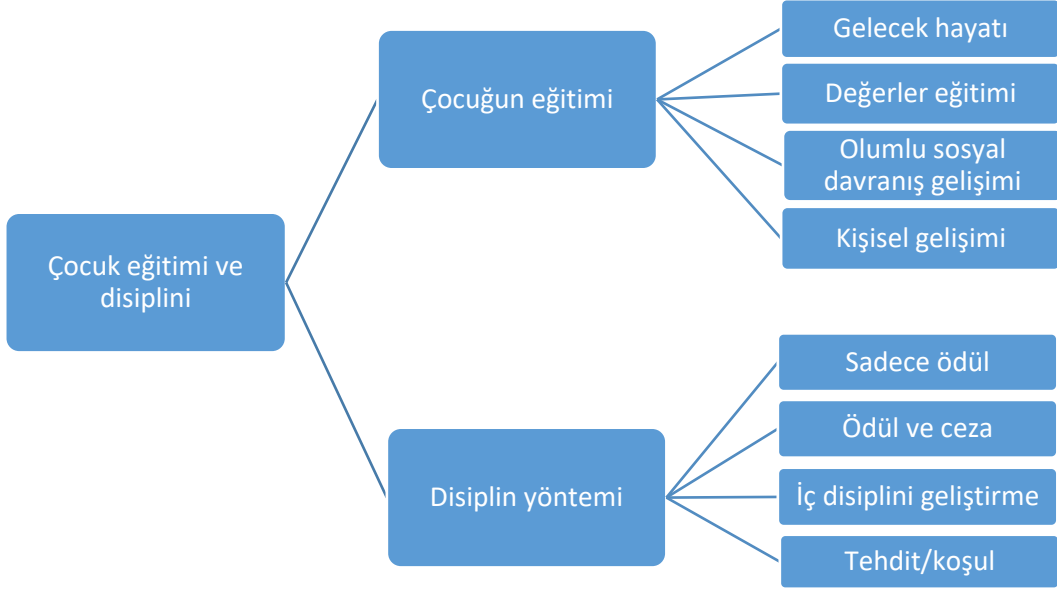 Çocuk eğitimi ve
disiplini
Çocuğun eğitimi
Gelecek hayatı
Değerler eğitimi
Olumlu sosyal
davranış gelişimi
Kişisel gelişimi
Disiplin yöntemi
Sadece ödül
Ödül ve ceza
İç disiplini geliştirme
Tehdit/koşul